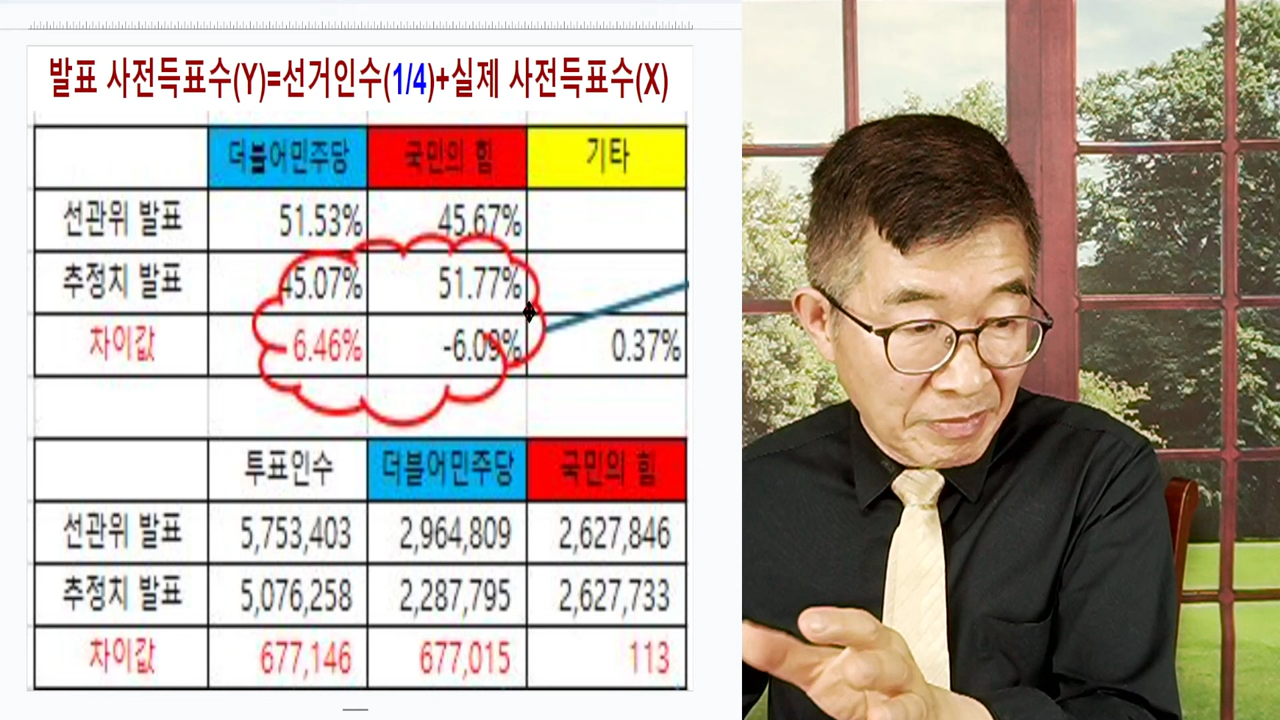 발표 사전득표수(Y)=선거인수(1/4)+실제 사전득표수(X)
더불어민주당 국민의 힘 기타
선관위 발표 51.53% 45.67%
추정치 발표 45.07% 51.77%
차이값 6.46% -6.09% 0.37%
투표인수 더불어민주당 국민의 힘
선관위 발표 5,753,403 2,964,809 2,627,846
추정치 발표 5,076,258 2,287,795 2,627,733
차이값 677,146 677,015 113